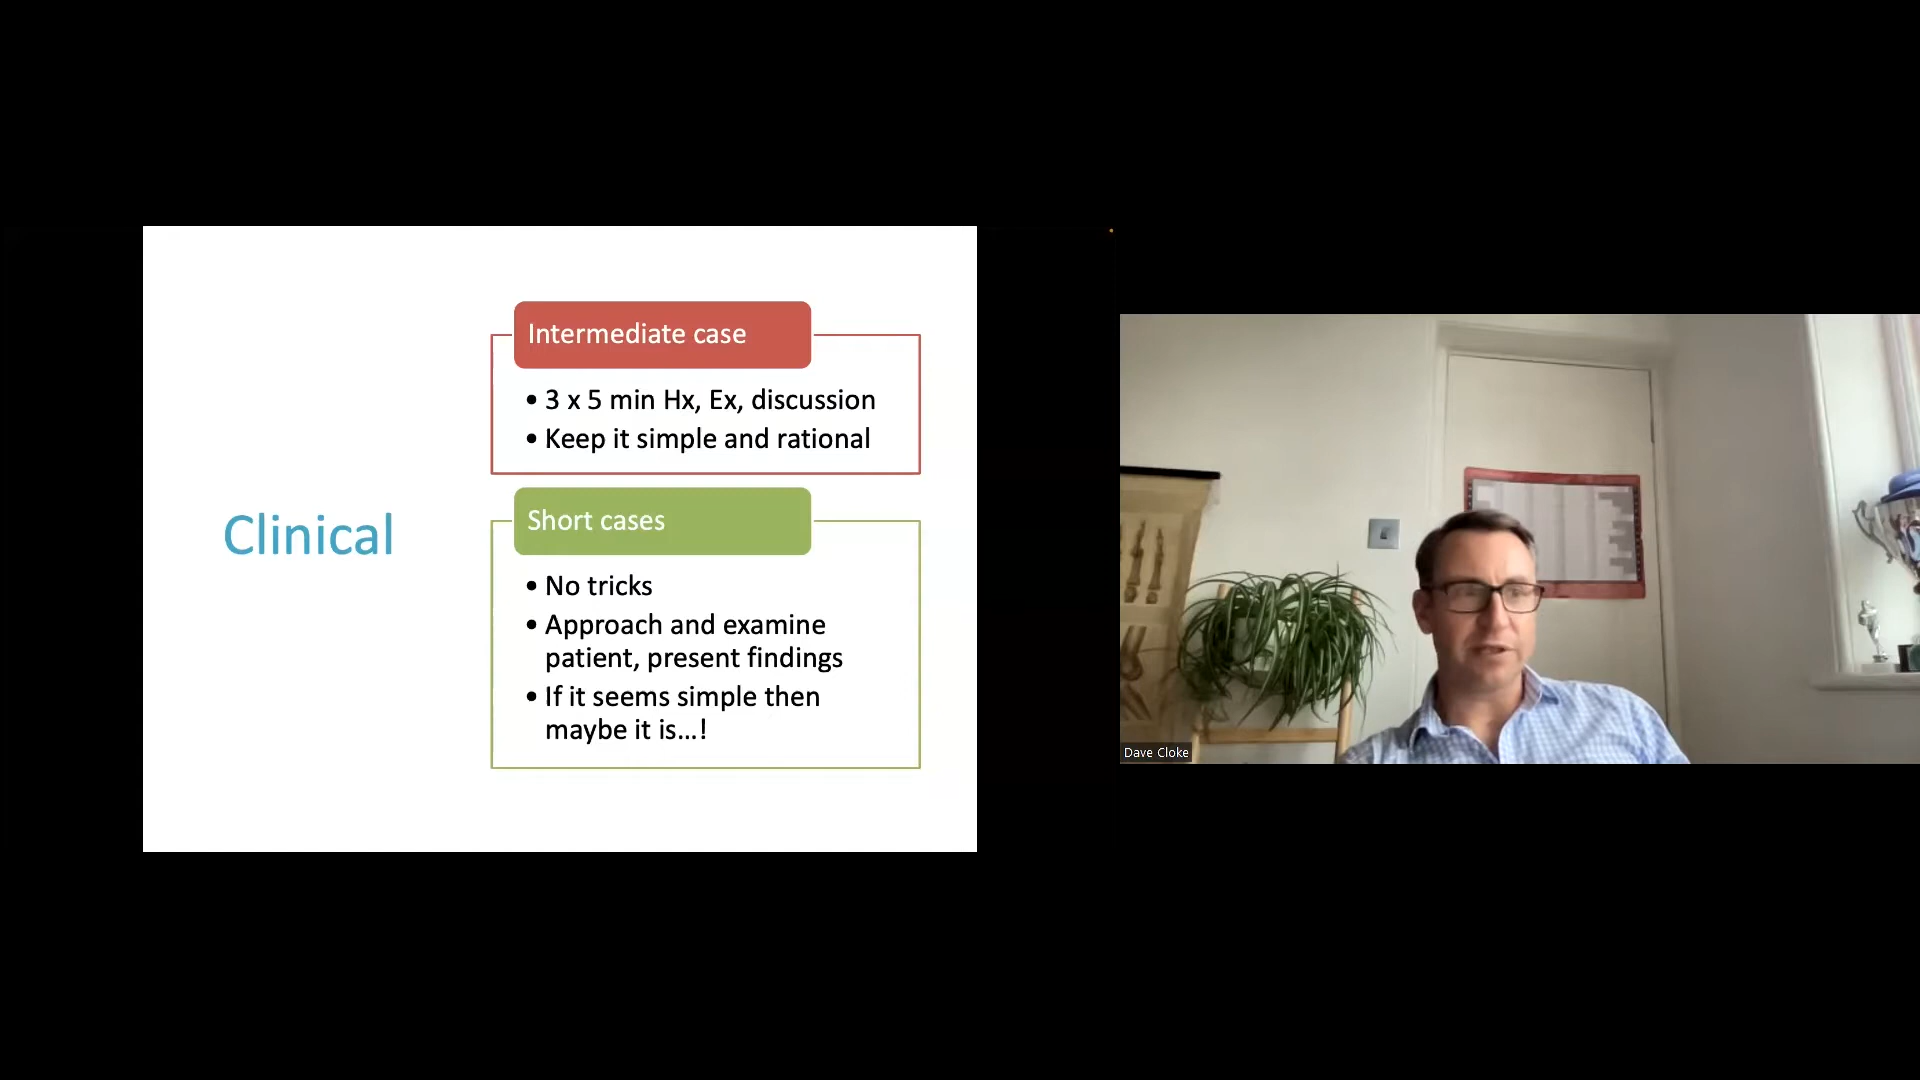 Clinical
Intermediate case
• 3 x 5 min Hx, Ex, discussion
• Keep it simple and rational
Short cases
• No tricks
• Approach and examine
patient, present findings
• If it seems simple then
maybe it is...!
Dave Cloke